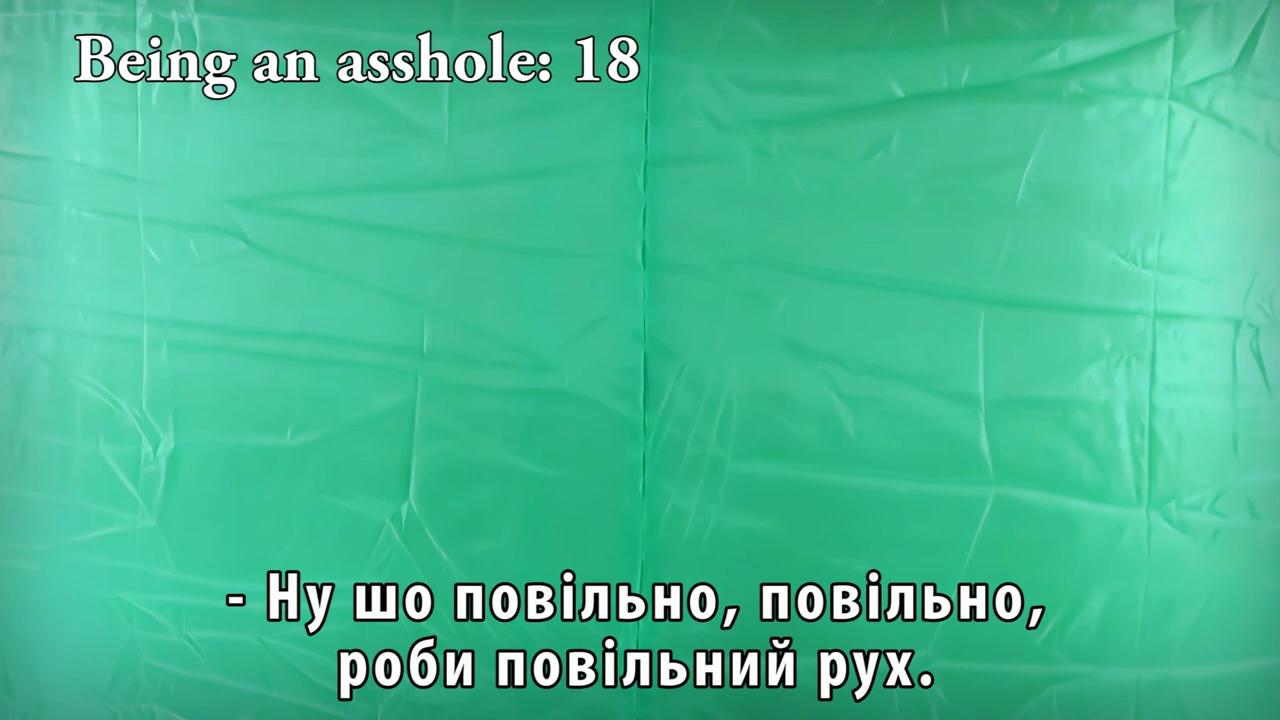 Being an asshole: 18
- Ну шо повільно, повільно,
роби повільний рух.